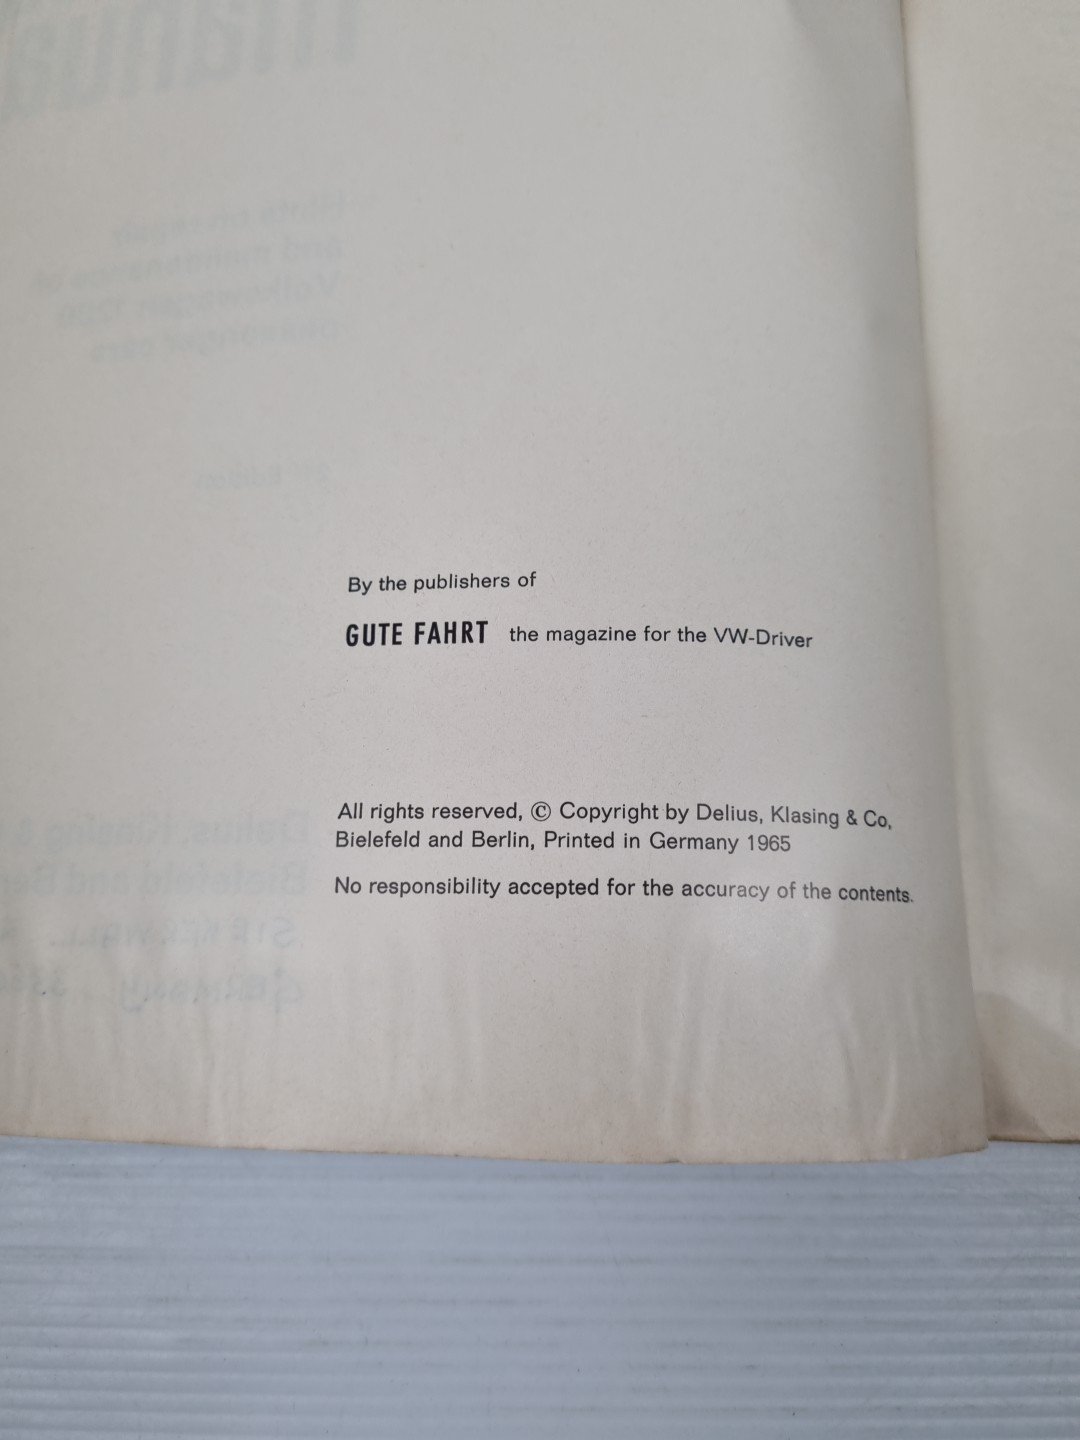 By the publishers of
GUTE FAHRT the magazine for the VW-Driver
All rights reserved, © Copyright by Delius, Klasing & Co,
Bielefeld and Berlin, Printed in Germany 1965
No responsibility accepted for the accuracy of the contents.